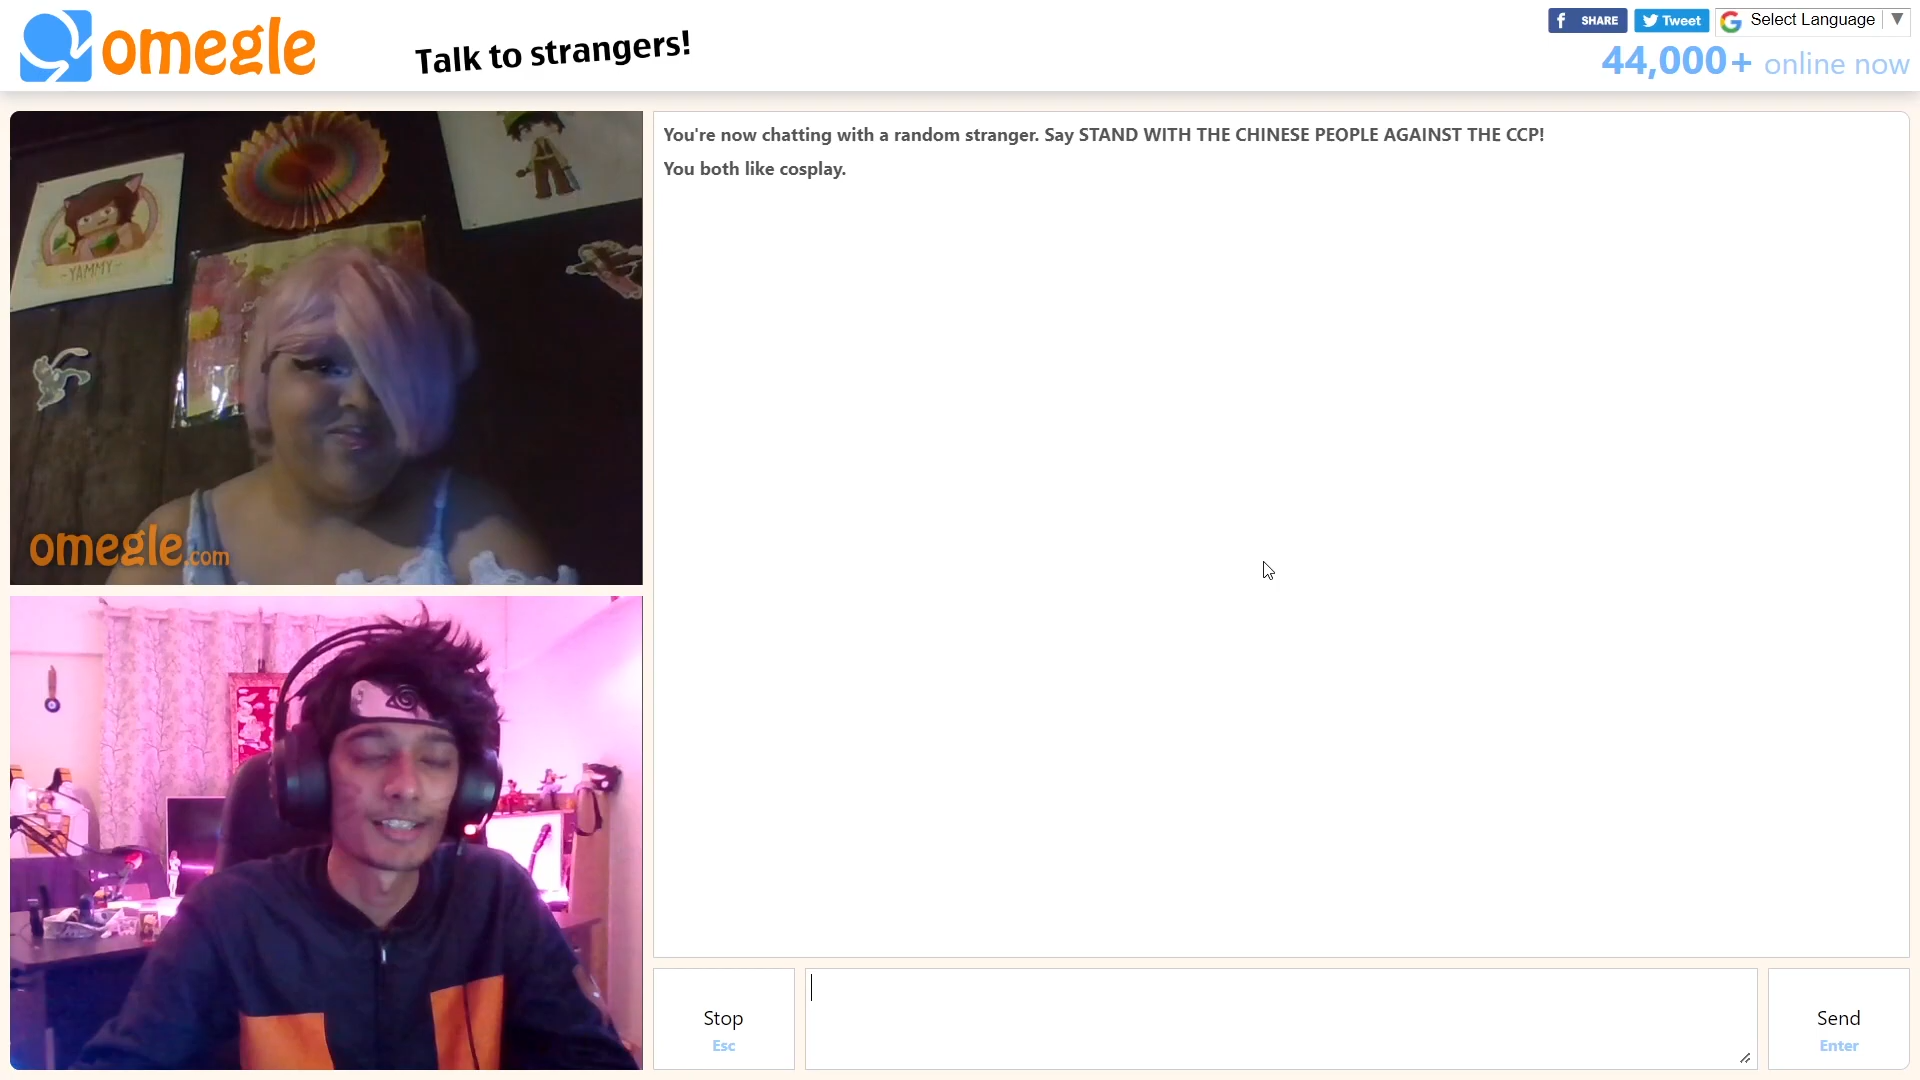 omegle
Talk to strangers!
SHARE
Tweet
Select Language
44,000+ online now
You're now chatting with a random stranger. Say STAND WITH THE CHINESE PEOPLE AGAINST THE CCP!
You both like cosplay.
~YAMMY~
omegle.com
Stop
Esc
Send
Enter